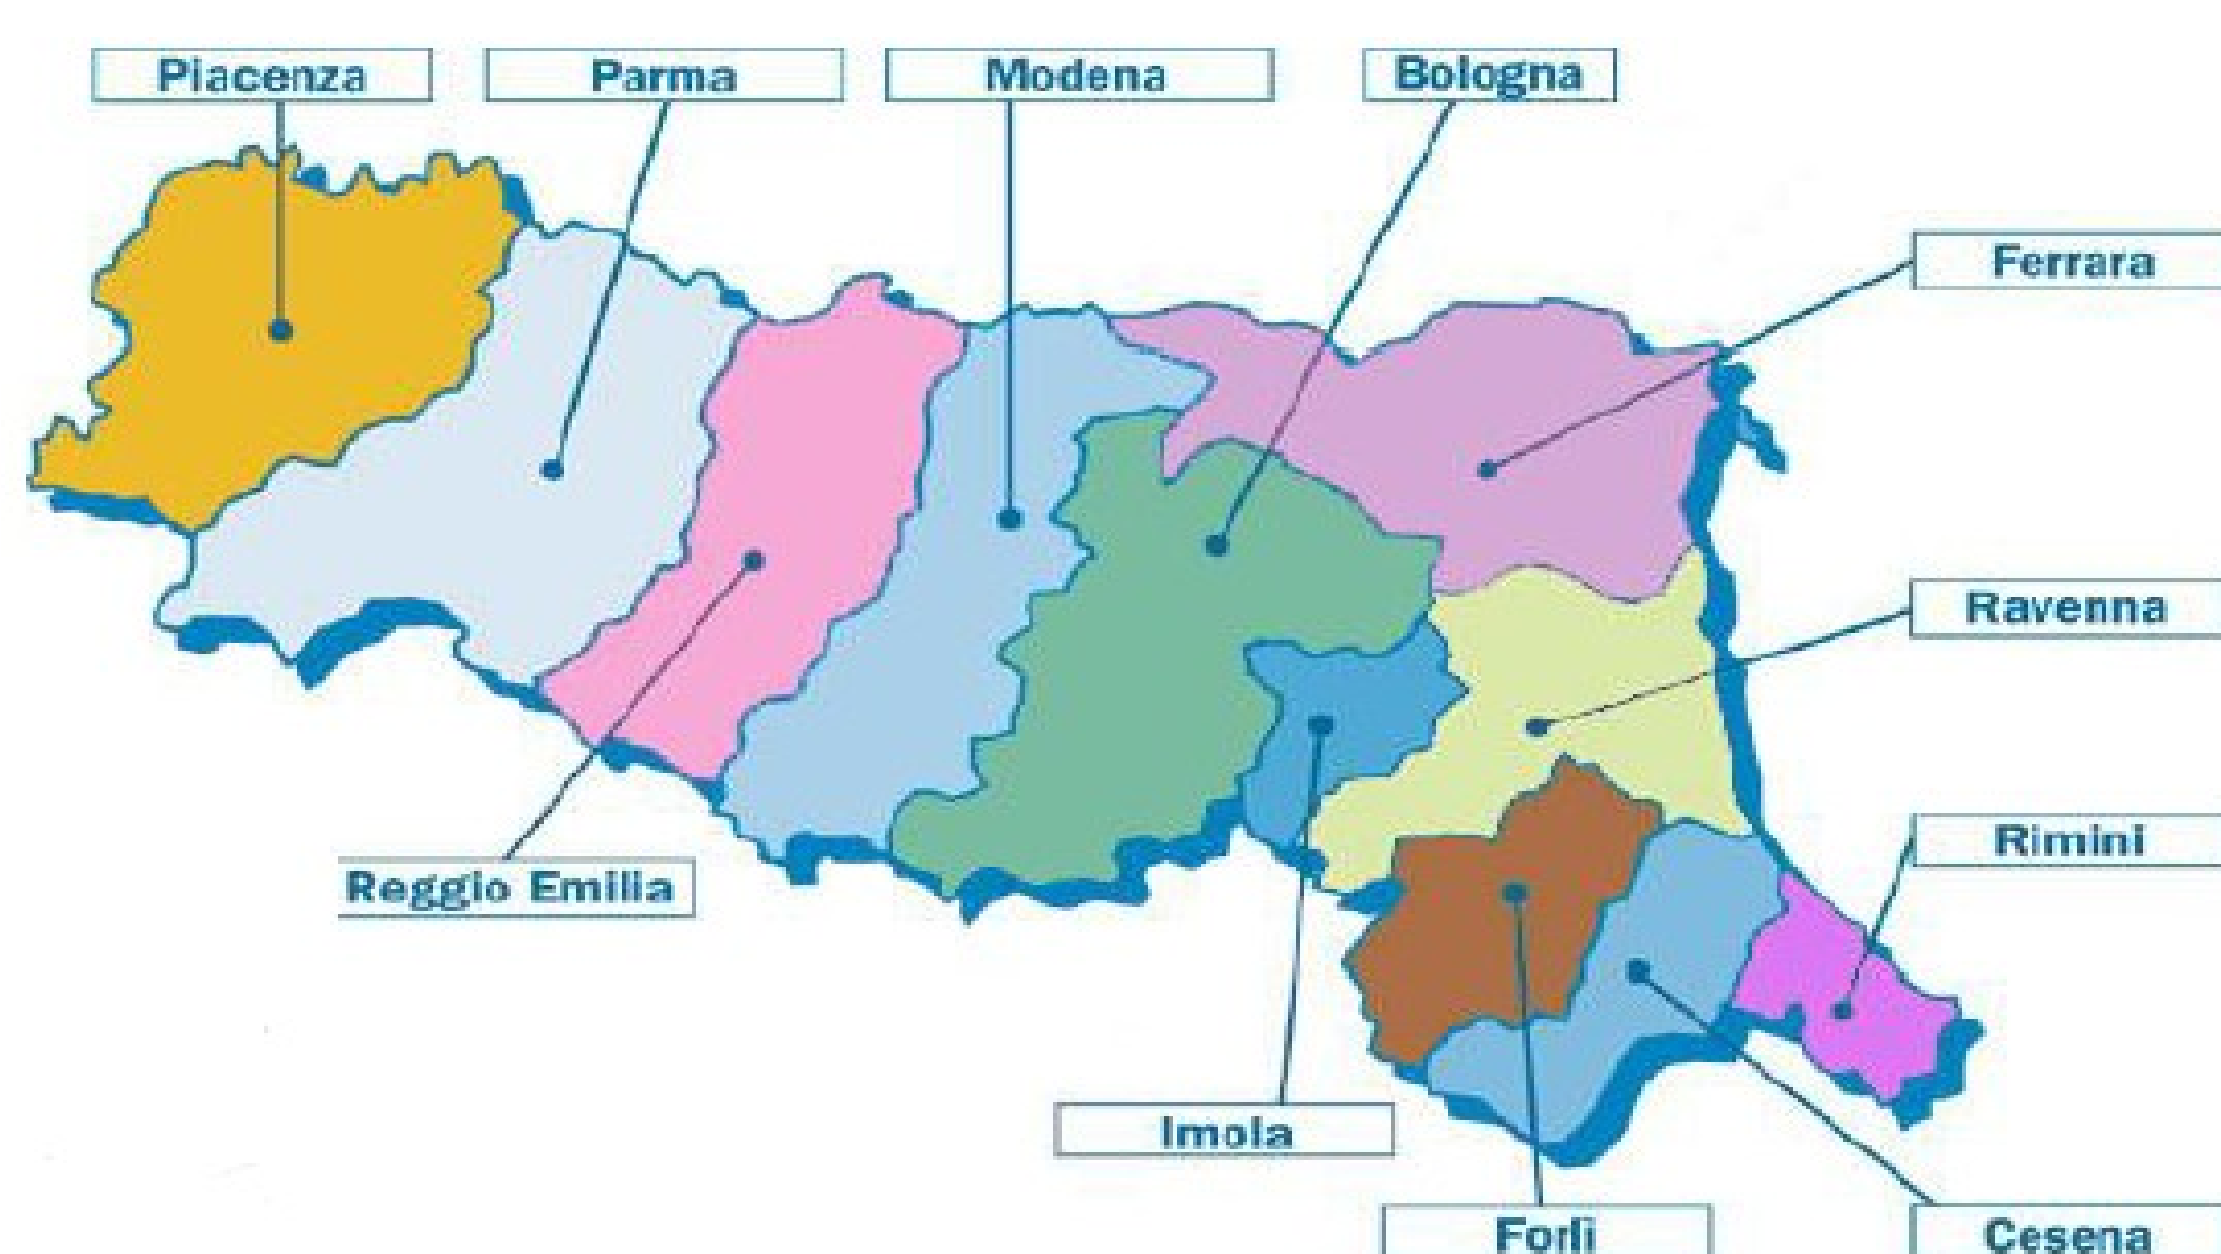 Piacenza
Parma
Modena
Bologna
Ferrara
Ravenna
Rimini
Reggio Emilia
Imola
Forlì
Cesena